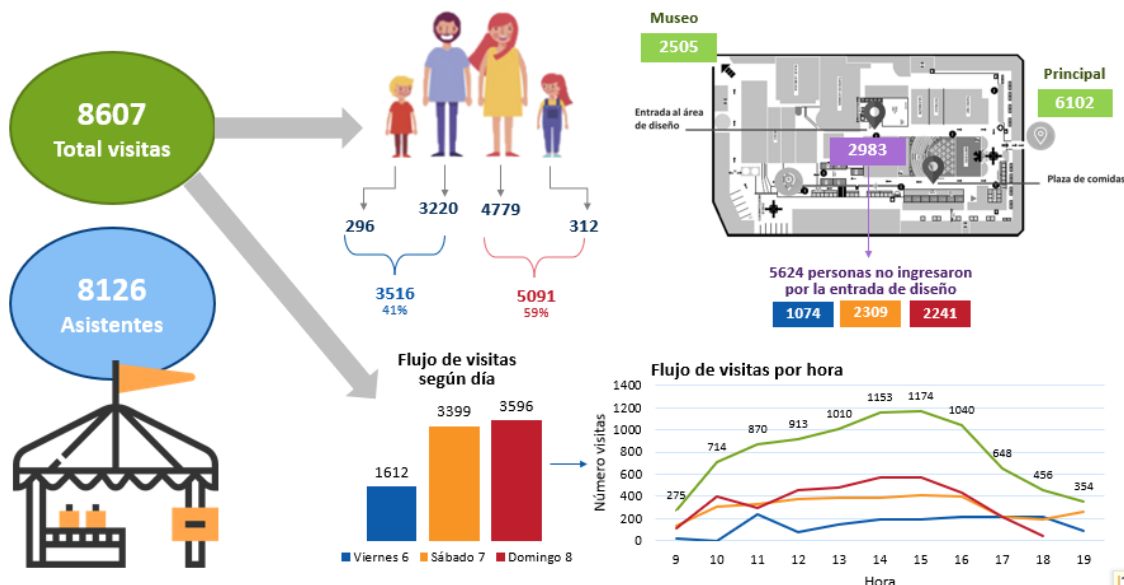 8607
Total visitas
8126
Asistentes
296
3220
4779
312
3516
41%
5091
59%
Museo
2505
Principal
6102
Entrada al área
de diseño
2983
Plaza de comidas
5624 personas no ingresaron
por la entrada de diseño
1074
2309
2241
Flujo de visitas
según día
1612
3399
3596
Viernes 6
Sábado 7
Domingo 8
Flujo de visitas por hora
Número visitas
1400
1200
1000
800
600
400
200
0
275
714
870
913
1010
1153
1174
1040
648
456
354
9 10 11 12 13 14 15 16 17 18 19
Hora